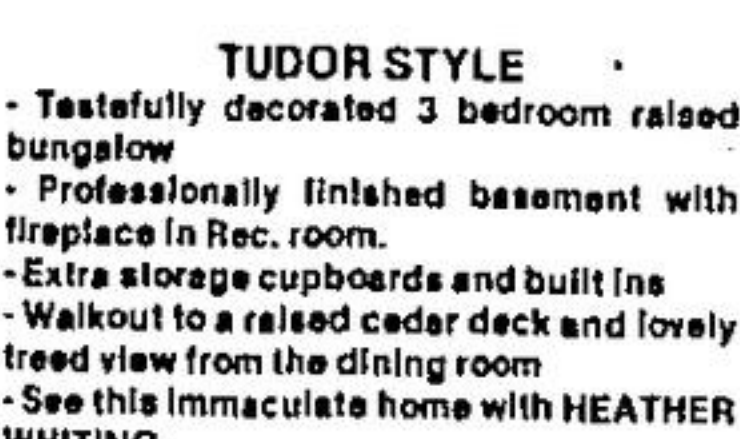 TUDOR STYLE
- Tastefully decorated 3 bedroom raised
bungalow
- Professionally finished basement with
fireplace in Rec. room.
- Extra storage cupboards and built ins
- Walkout to a raised cedar deck and lovely
treed view from the dining room
- See this immaculate home with HEATHER
WHITING